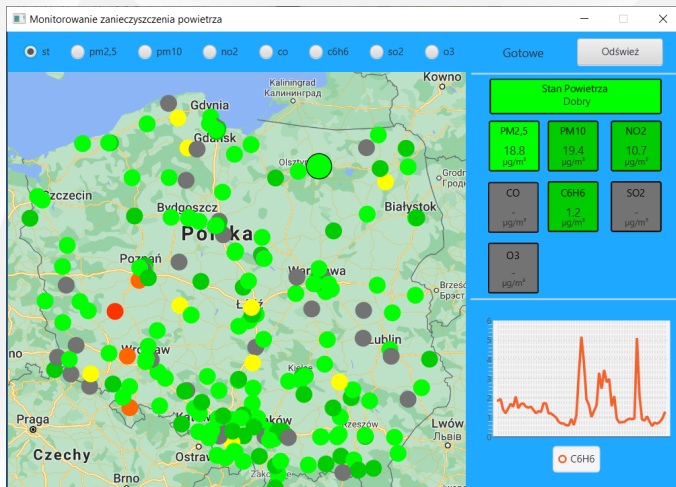 Monitorowanie zanieczyszczenia powietrza
st pm2,5 pm10 no2 co c6h6 so2 o3 Gotowe Odśwież
Stan Powietrza
Dobry
PM2,5
18.8
µg/m³
PM10
19.4
µg/m³
NO2
10.7
µg/m³
CO
-
µg/m³
C6H6
1.2
µg/m³
SO2
-
µg/m³
O3
-
µg/m³
C6H6
Kaliningrad
Калининград
Kowno
Gdynia
Gdańsk
Olsztyn
Szczecin
Białystok
Bydgoszcz
Polska
Poznań
Warszawa
Łódź
Lublin
Wrocław
Kielce
Rzeszów
Lwów
Львів
Praga
Czechy
Ostrava
Brno